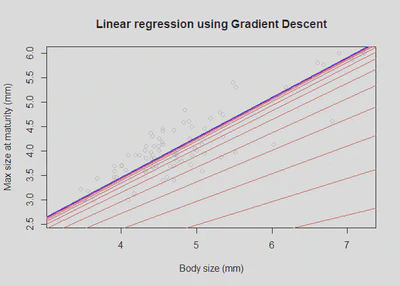 Linear regression using Gradient Descent
Max size at maturity (mm)
6.0
5.5
5.0
4.5
4.0
3.5
3.0
2.5
4 5 6 7
Body size (mm)